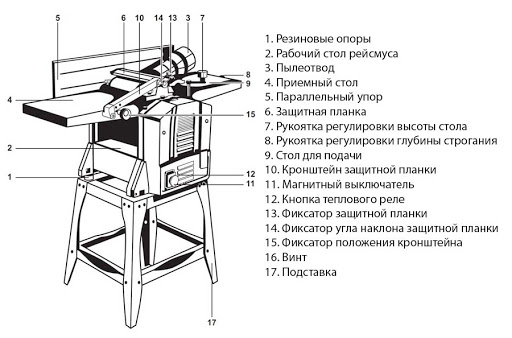 5
6
10
14
13
3
7
8
9
4
15
2
1
12
11
17
1. Резиновые опоры
2. Рабочий стол рейсмуса
3. Пылеотвод
4. Приемный стол
5. Параллельный упор
6. Защитная планка
7. Рукоятка регулировки высоты стола
8. Рукоятка регулировки глубины строгания
9. Стол для подачи
10. Кронштейн защитной планки
11. Магнитный выключатель
12. Кнопка теплового реле
13. Фиксатор защитной планки
14. Фиксатор угла наклона защитной планки
15. Фиксатор положения кронштейна
16. Винт
17. Подставка